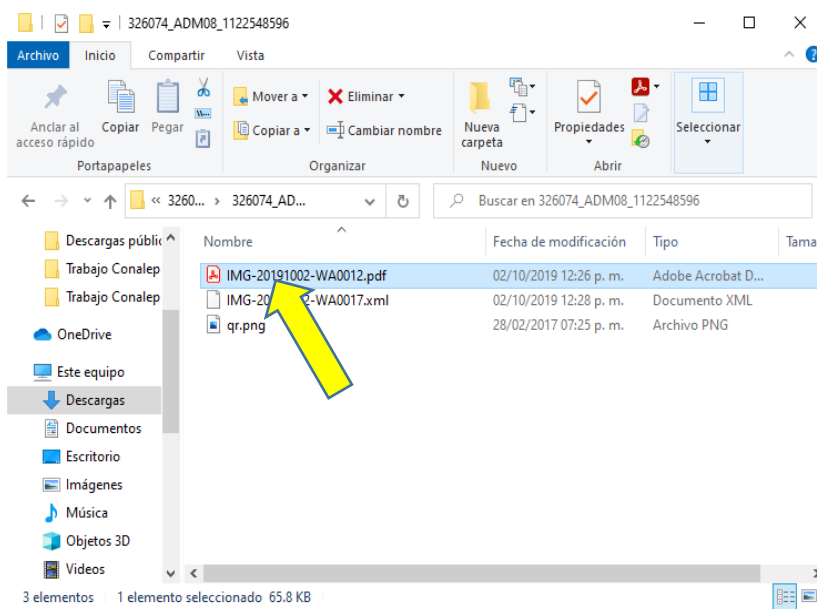 326074_ADM08_1122548596
Archivo Inicio Compartir Vista
Anclar al acceso rápido
Copiar
Pegar
Mover a
Copiar a
Eliminar
Cambiar nombre
Nueva carpeta
Propiedades
Seleccionar
Portapapeles Organizar Nuevo Abrir
« 3260... › 326074_AD...
Buscar en 326074_ADM08_1122548596
Nombre Fecha de modificación Tipo Tama
IMG-20191002-WA0012.pdf 02/10/2019 12:26 p. m. Adobe Acrobat D...
-WA0017.xml 02/10/2019 12:28 p. m. Documento XML
qr.png 28/02/2017 07:25 p. m. Archivo PNG
Descargas públic
Trabajo Conalep
Trabajo Conalep
OneDrive
Este equipo
Descargas
Documentos
Escritorio
Imágenes
Música
Objetos 3D
Videos
3 elementos 1 elemento seleccionado 65.8 KB